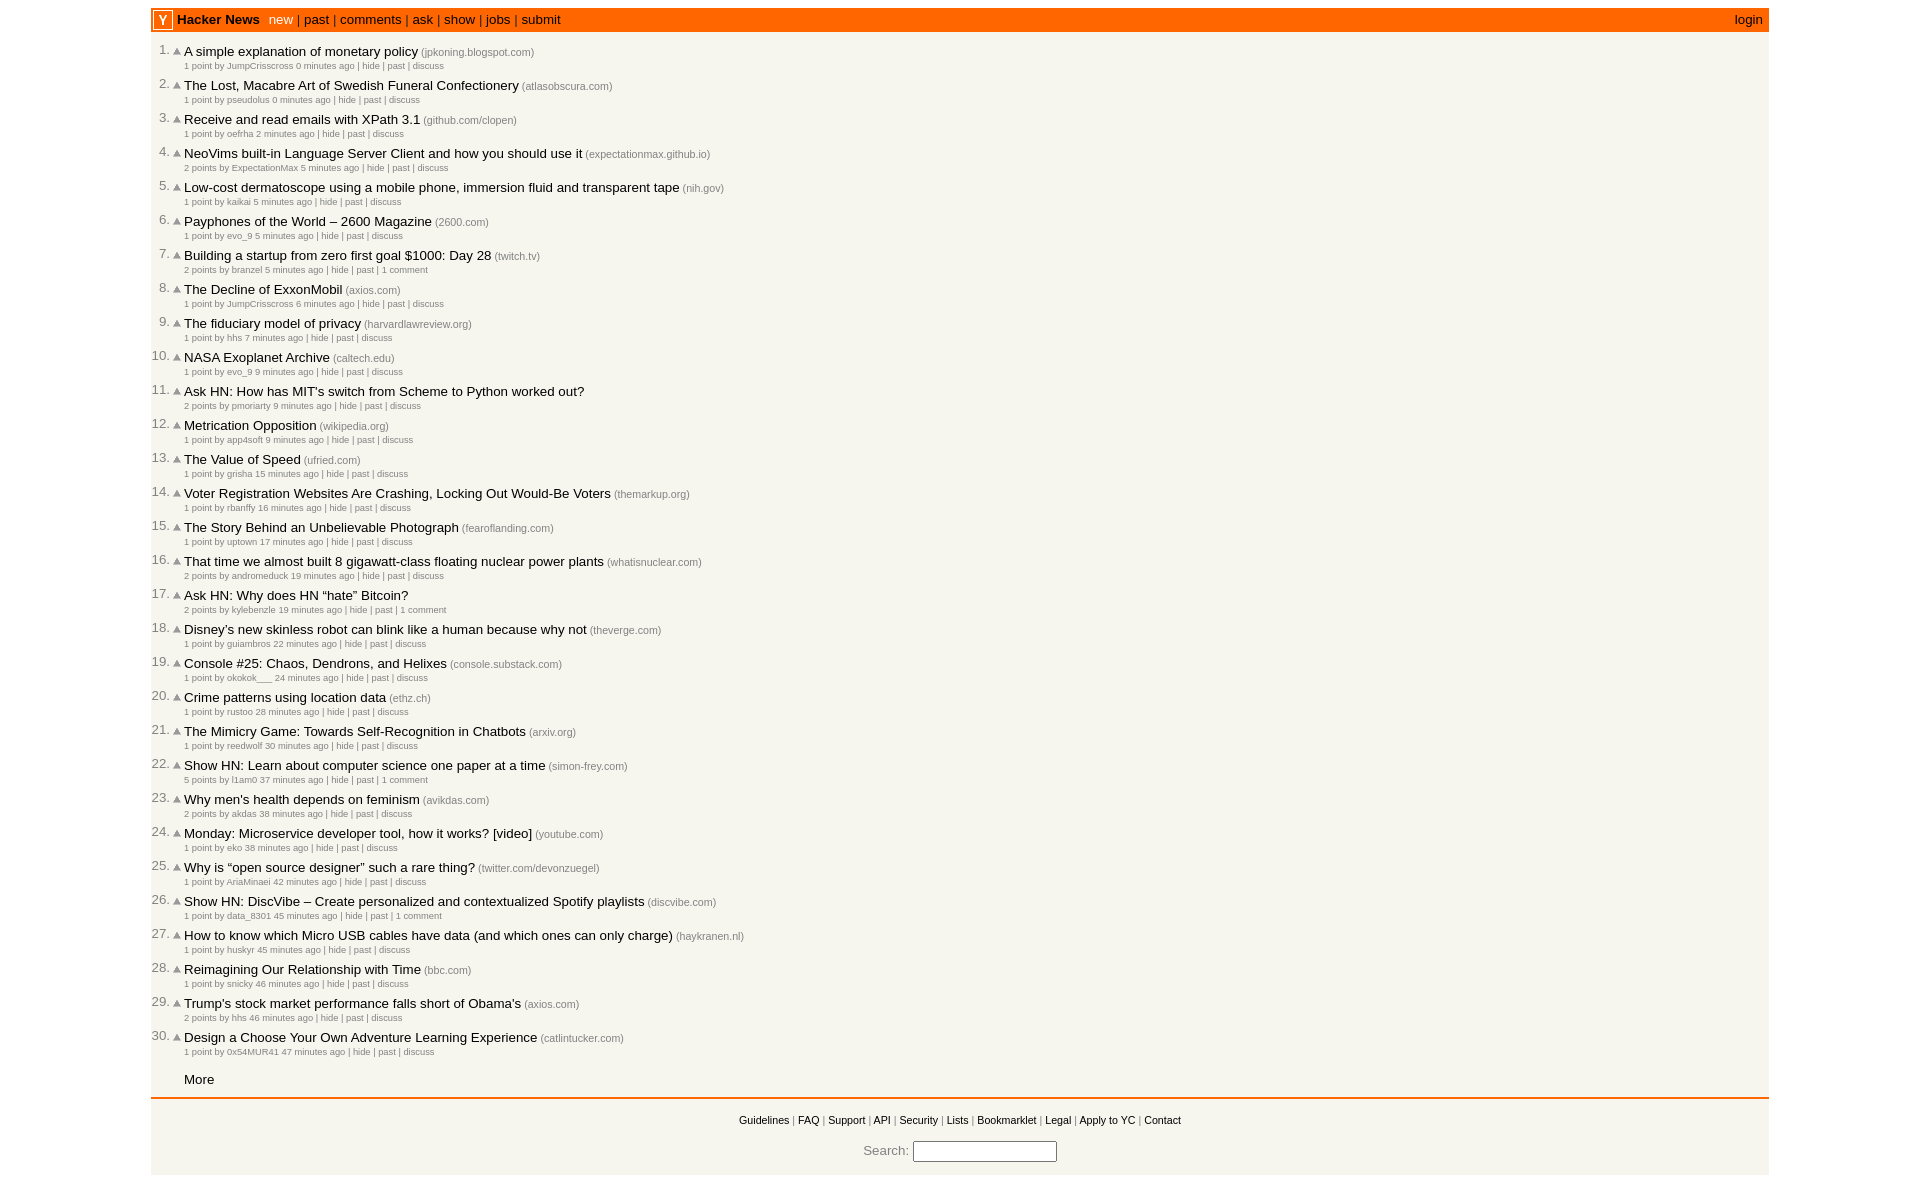 Y Hacker News new | past | comments | ask | show | jobs | submit login
1. ▲ A simple explanation of monetary policy (jpkoning.blogspot.com)
1 point by JumpCrisscross 0 minutes ago | hide | past | discuss
2. ▲ The Lost, Macabre Art of Swedish Funeral Confectionery (atlasobscura.com)
1 point by pseudolus 0 minutes ago | hide | past | discuss
3. ▲ Receive and read emails with XPath 3.1 (github.com/clopen)
1 point by oefrha 2 minutes ago | hide | past | discuss
4. ▲ NeoVims built-in Language Server Client and how you should use it (expectationmax.github.io)
2 points by ExpectationMax 5 minutes ago | hide | past | discuss
5. ▲ Low-cost dermatoscope using a mobile phone, immersion fluid and transparent tape (nih.gov)
1 point by kaikai 5 minutes ago | hide | past | discuss
6. ▲ Payphones of the World – 2600 Magazine (2600.com)
1 point by evo_9 5 minutes ago | hide | past | discuss
7. ▲ Building a startup from zero first goal $1000: Day 28 (twitch.tv)
2 points by branzel 5 minutes ago | hide | past | 1 comment
8. ▲ The Decline of ExxonMobil (axios.com)
1 point by JumpCrisscross 6 minutes ago | hide | past | discuss
9. ▲ The fiduciary model of privacy (harvardlawreview.org)
1 point by hhs 7 minutes ago | hide | past | discuss
10. ▲ NASA Exoplanet Archive (caltech.edu)
1 point by evo_9 9 minutes ago | hide | past | discuss
11. ▲ Ask HN: How has MIT's switch from Scheme to Python worked out?
2 points by pmoriarty 9 minutes ago | hide | past | discuss
12. ▲ Metrication Opposition (wikipedia.org)
1 point by app4soft 9 minutes ago | hide | past | discuss
13. ▲ The Value of Speed (ufried.com)
1 point by grisha 15 minutes ago | hide | past | discuss
14. ▲ Voter Registration Websites Are Crashing, Locking Out Would-Be Voters (themarkup.org)
1 point by rbanffy 16 minutes ago | hide | past | discuss
15. ▲ The Story Behind an Unbelievable Photograph (fearoflanding.com)
1 point by uptown 17 minutes ago | hide | past | discuss
16. ▲ That time we almost built 8 gigawatt-class floating nuclear power plants (whatisnuclear.com)
2 points by andromeduck 19 minutes ago | hide | past | discuss
17. ▲ Ask HN: Why does HN “hate” Bitcoin?
2 points by kylebenzle 19 minutes ago | hide | past | 1 comment
18. ▲ Disney’s new skinless robot can blink like a human because why not (theverge.com)
1 point by guiambros 22 minutes ago | hide | past | discuss
19. ▲ Console #25: Chaos, Dendrons, and Helixes (console.substack.com)
1 point by okokok___ 24 minutes ago | hide | past | discuss
20. ▲ Crime patterns using location data (ethz.ch)
1 point by rustoo 28 minutes ago | hide | past | discuss
21. ▲ The Mimicry Game: Towards Self-Recognition in Chatbots (arxiv.org)
1 point by reedwolf 30 minutes ago | hide | past | discuss
22. ▲ Show HN: Learn about computer science one paper at a time (simon-frey.com)
5 points by l1am0 37 minutes ago | hide | past | 1 comment
23. ▲ Why men's health depends on feminism (avikdas.com)
2 points by akdas 38 minutes ago | hide | past | discuss
24. ▲ Monday: Microservice developer tool, how it works? [video] (youtube.com)
1 point by eko 38 minutes ago | hide | past | discuss
25. ▲ Why is “open source designer” such a rare thing? (twitter.com/devonzuegel)
1 point by AriaMinaei 42 minutes ago | hide | past | discuss
26. ▲ Show HN: DiscVibe – Create personalized and contextualized Spotify playlists (discvibe.com)
1 point by data_8301 45 minutes ago | hide | past | 1 comment
27. ▲ How to know which Micro USB cables have data (and which ones can only charge) (haykranen.nl)
1 point by huskyr 45 minutes ago | hide | past | discuss
28. ▲ Reimagining Our Relationship with Time (bbc.com)
1 point by snicky 46 minutes ago | hide | past | discuss
29. ▲ Trump's stock market performance falls short of Obama's (axios.com)
2 points by hhs 46 minutes ago | hide | past | discuss
30. ▲ Design a Choose Your Own Adventure Learning Experience (catlintucker.com)
1 point by 0x54MUR41 47 minutes ago | hide | past | discuss
More
Guidelines | FAQ | Support | API | Security | Lists | Bookmarklet | Legal | Apply to YC | Contact
Search: